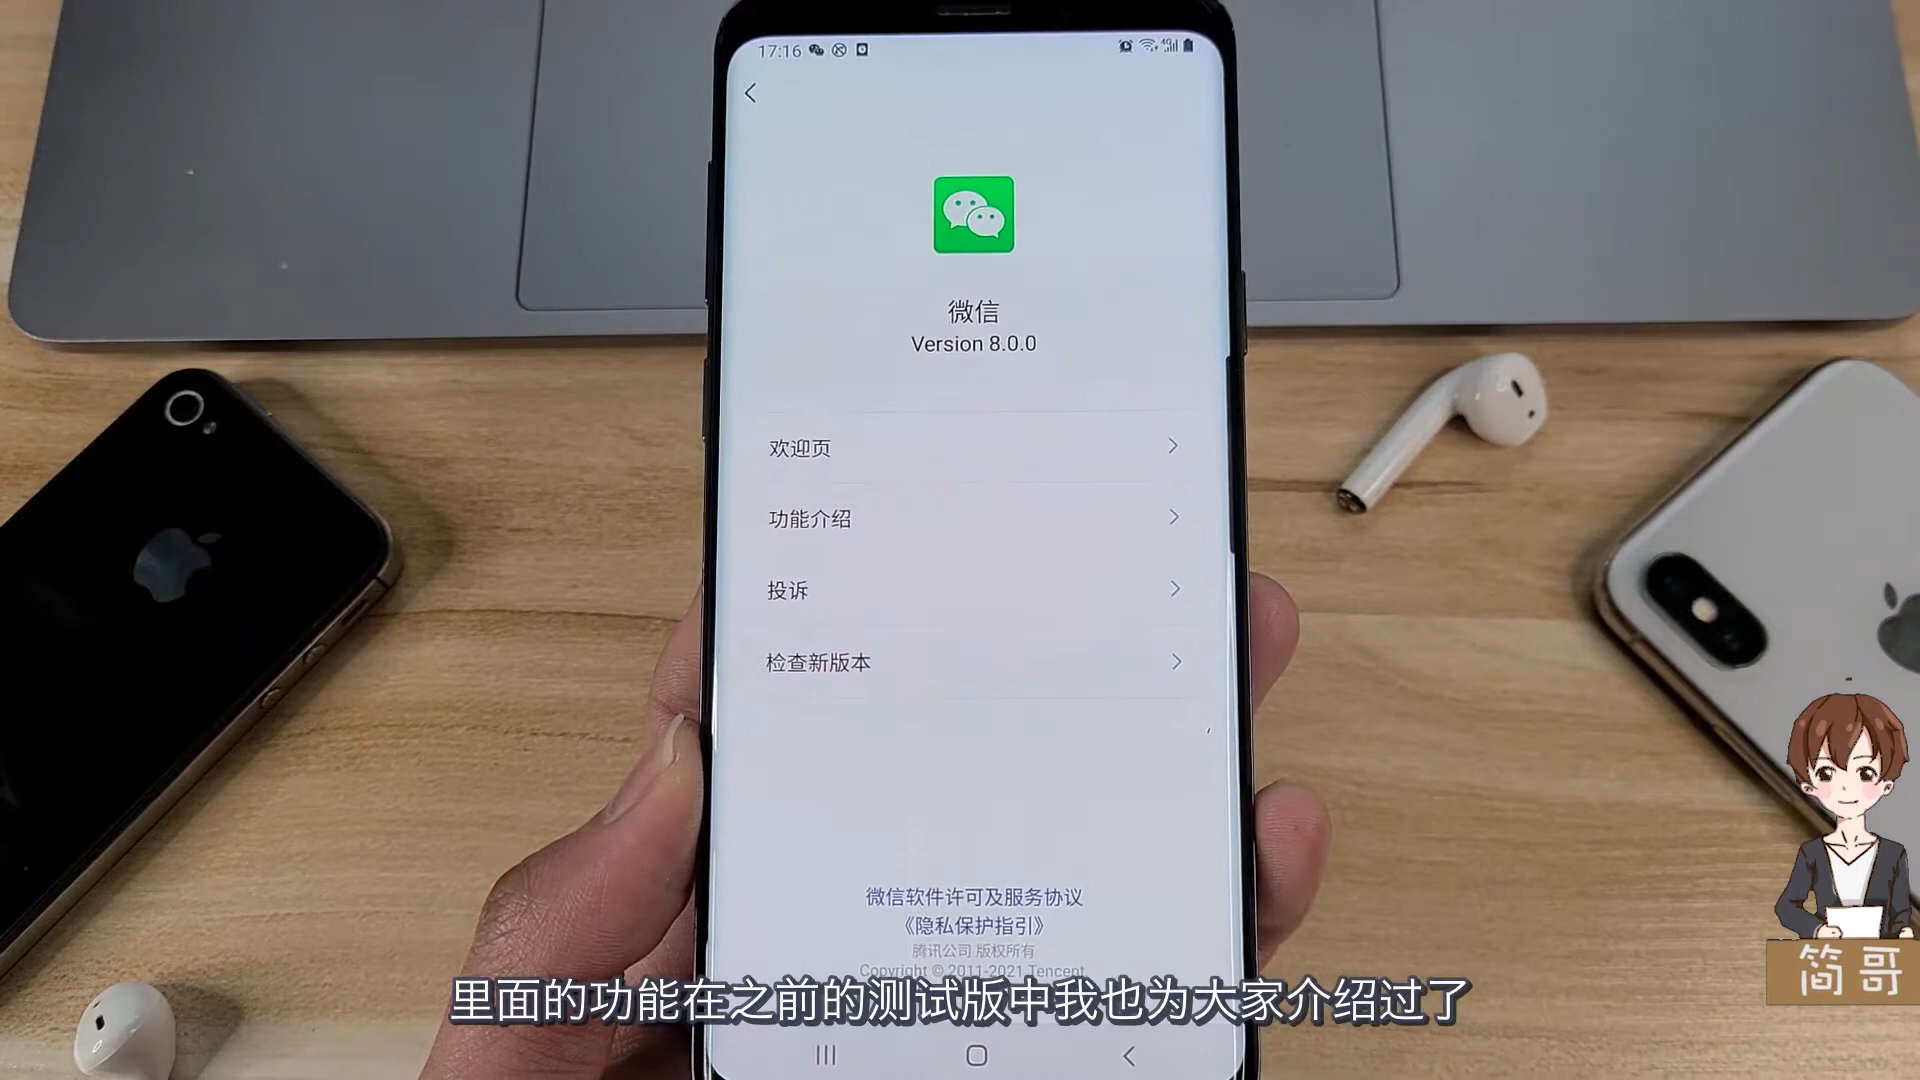 17:16
4G
微信
Version 8.0.0
欢迎页
功能介绍
投诉
检查新版本
微信软件许可及服务协议
《隐私保护指引》
腾讯公司 版权所有
Copyright © 2011-2021 Tencent
里面的功能在之前的测试版中我也为大家介绍过了
简哥